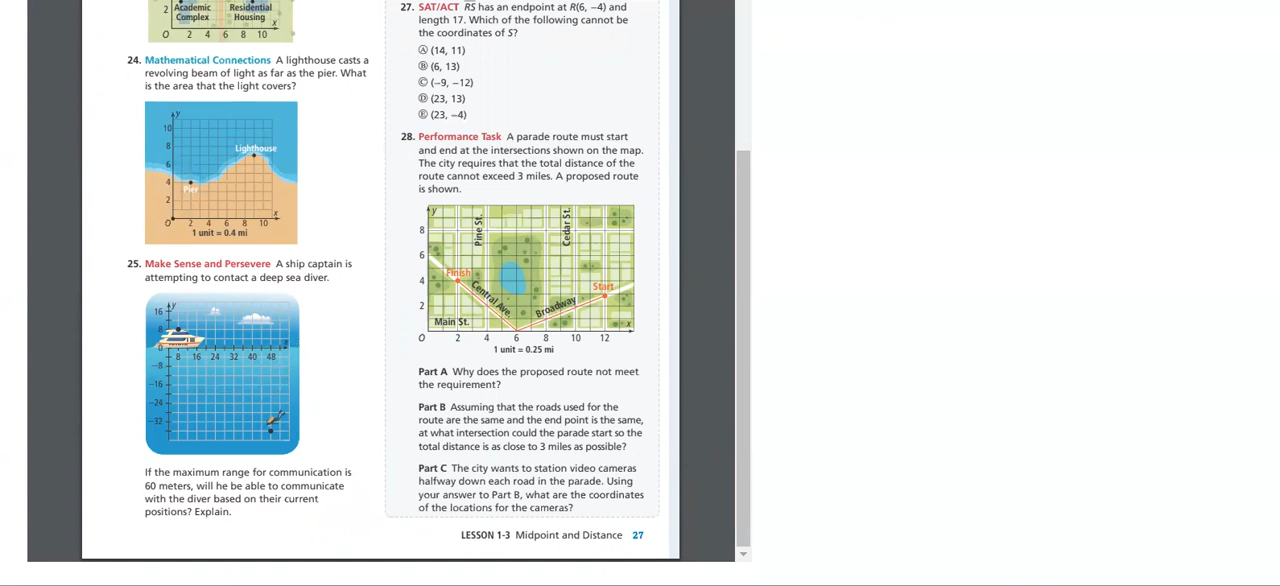 2 Academic Residential
Complex Housing
x
O 2 4 6 8 10
24. Mathematical Connections A lighthouse casts a
revolving beam of light as far as the pier. What
is the area that the light covers?
y
10
8
Lighthouse
6
4
Pier
2
x
O 2 4 6 8 10
1 unit = 0.4 mi
25. Make Sense and Persevere A ship captain is
attempting to contact a deep sea diver.
y
16
8
0
8 16 24 32 40 48
−8
−16
−24
−32
If the maximum range for communication is
60 meters, will he be able to communicate
with the diver based on their current
positions? Explain.
27. SAT/ACT RS has an endpoint at R(6, −4) and
length 17. Which of the following cannot be
the coordinates of S?
Ⓐ (14, 11)
Ⓑ (6, 13)
Ⓒ (−9, −12)
Ⓓ (23, 13)
Ⓔ (23, −4)
28. Performance Task A parade route must start
and end at the intersections shown on the map.
The city requires that the total distance of the
route cannot exceed 3 miles. A proposed route
is shown.
y
Pine St.
Cedar St.
8
6
Finish
4
Start
Central Ave.
Broadway
2
Main St.
x
O 2 4 6 8 10 12
1 unit = 0.25 mi
Part A Why does the proposed route not meet
the requirement?
Part B Assuming that the roads used for the
route are the same and the end point is the same,
at what intersection could the parade start so the
total distance is as close to 3 miles as possible?
Part C The city wants to station video cameras
halfway down each road in the parade. Using
your answer to Part B, what are the coordinates
of the locations for the cameras?
LESSON 1-3 Midpoint and Distance 27